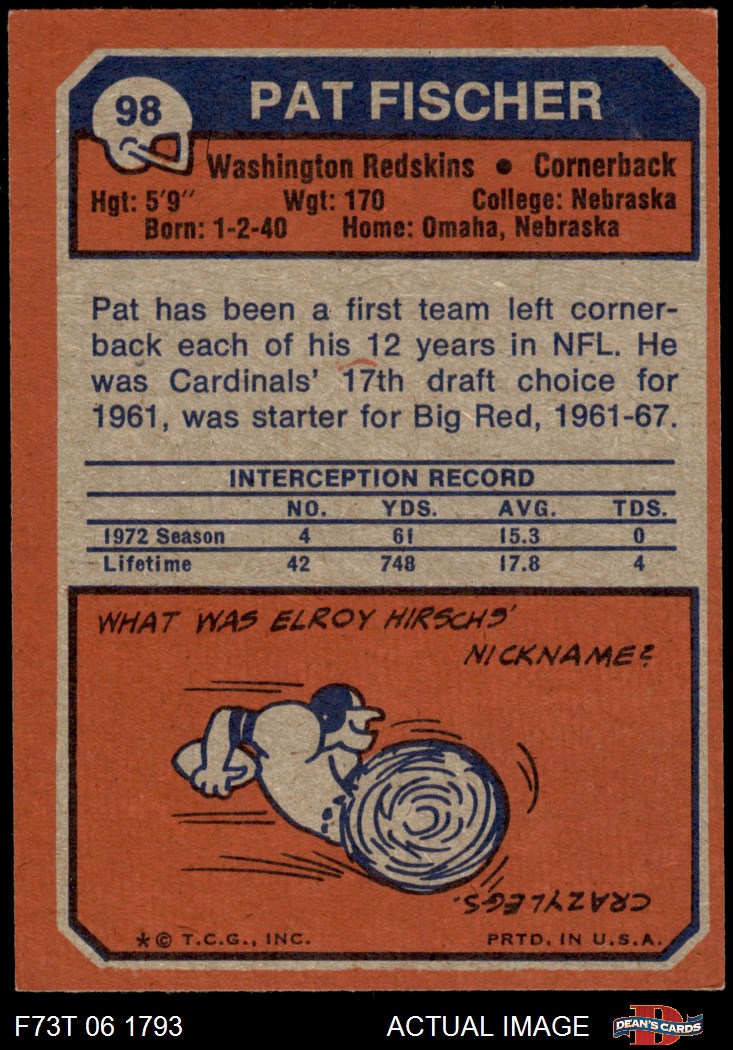 98
PAT FISCHER
Washington Redskins • Cornerback
Hgt: 5'9" Wgt: 170 College: Nebraska
Born: 1-2-40 Home: Omaha, Nebraska
Pat has been a first team left corner-
back each of his 12 years in NFL. He
was Cardinals' 17th draft choice for
1961, was starter for Big Red, 1961-67.
INTERCEPTION RECORD
NO. YDS. AVG. TDS.
1972 Season 4 61 15.3 0
Lifetime 42 748 17.8 4
WHAT WAS ELROY HIRSCHS'
NICKNAME?
CRAZYLEGS.
* © T.C.G., INC. PRTD. IN U.S.A.
F73T 06 1793 ACTUAL IMAGE D DEAN'S CARDS